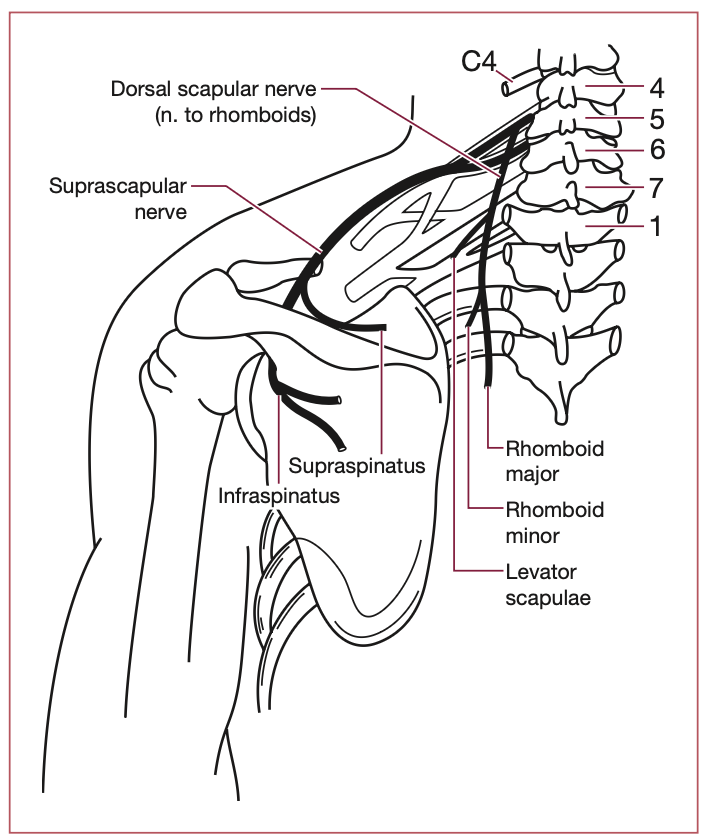 C4
Dorsal scapular nerve
(n. to rhomboids)
4
5
6
Suprascapular
nerve
7
1
Rhomboid
major
Supraspinatus
Infraspinatus
Rhomboid
minor
Levator
scapulae